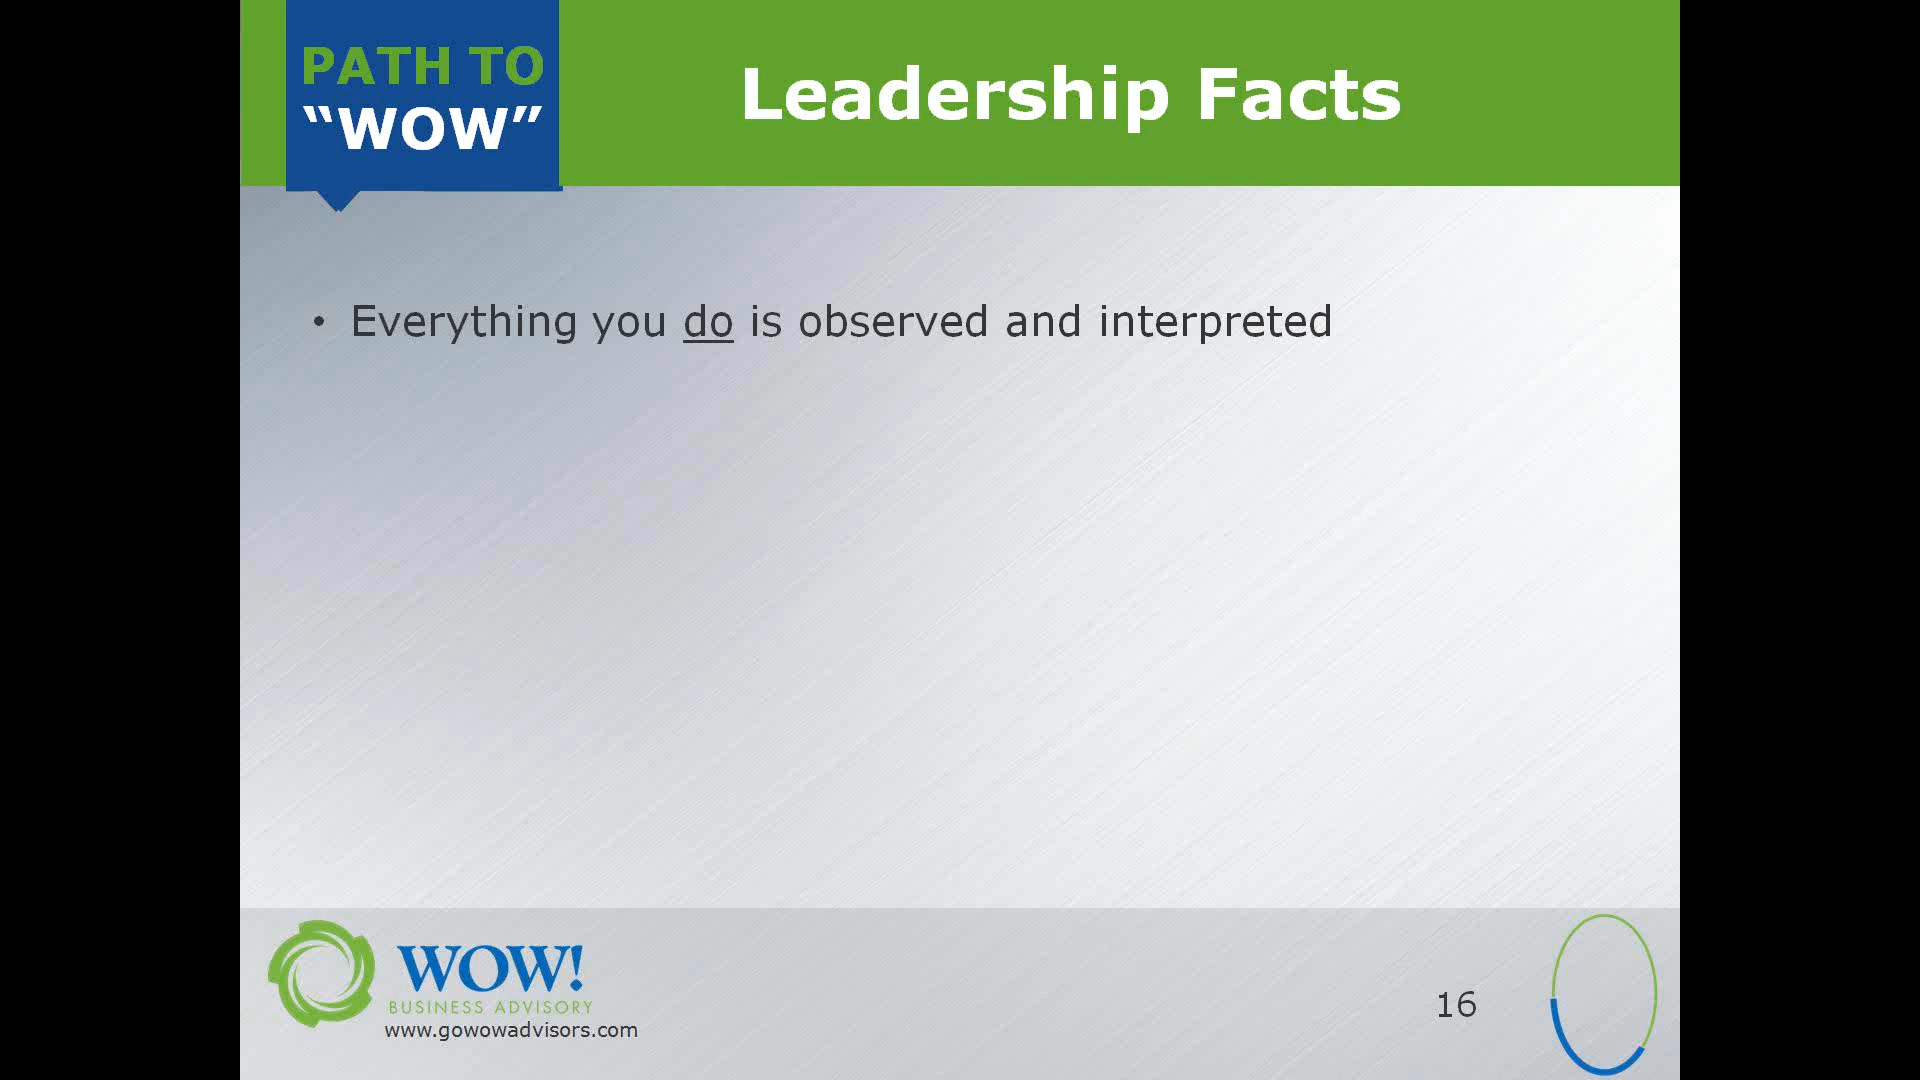 PATH TO
“WOW”
Leadership Facts
• Everything you do is observed and interpreted
WOW!
BUSINESS ADVISORY
www.gowowadvisors.com
16